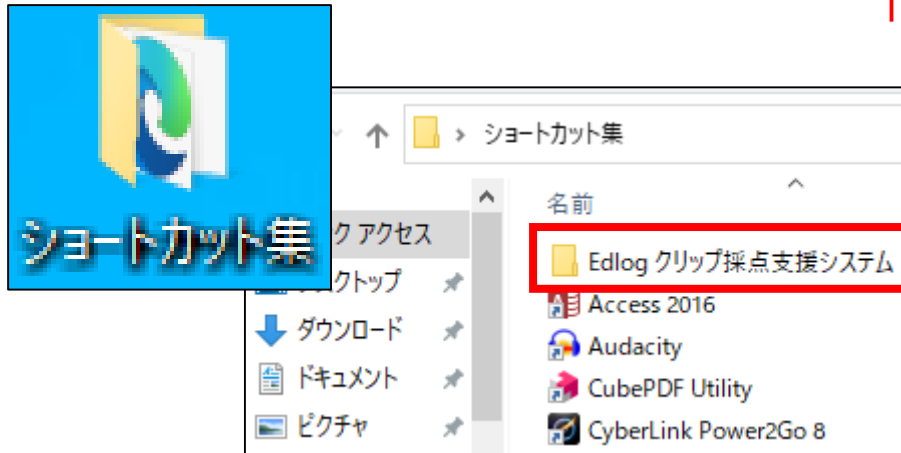 ショートカット集
ショートカット集
名前
ク アクセス
Edlog クリップ採点支援システム
デスクトップ
Access 2016
ダウンロード
Audacity
ドキュメント
CubePDF Utility
ピクチャ
CyberLink Power2Go 8